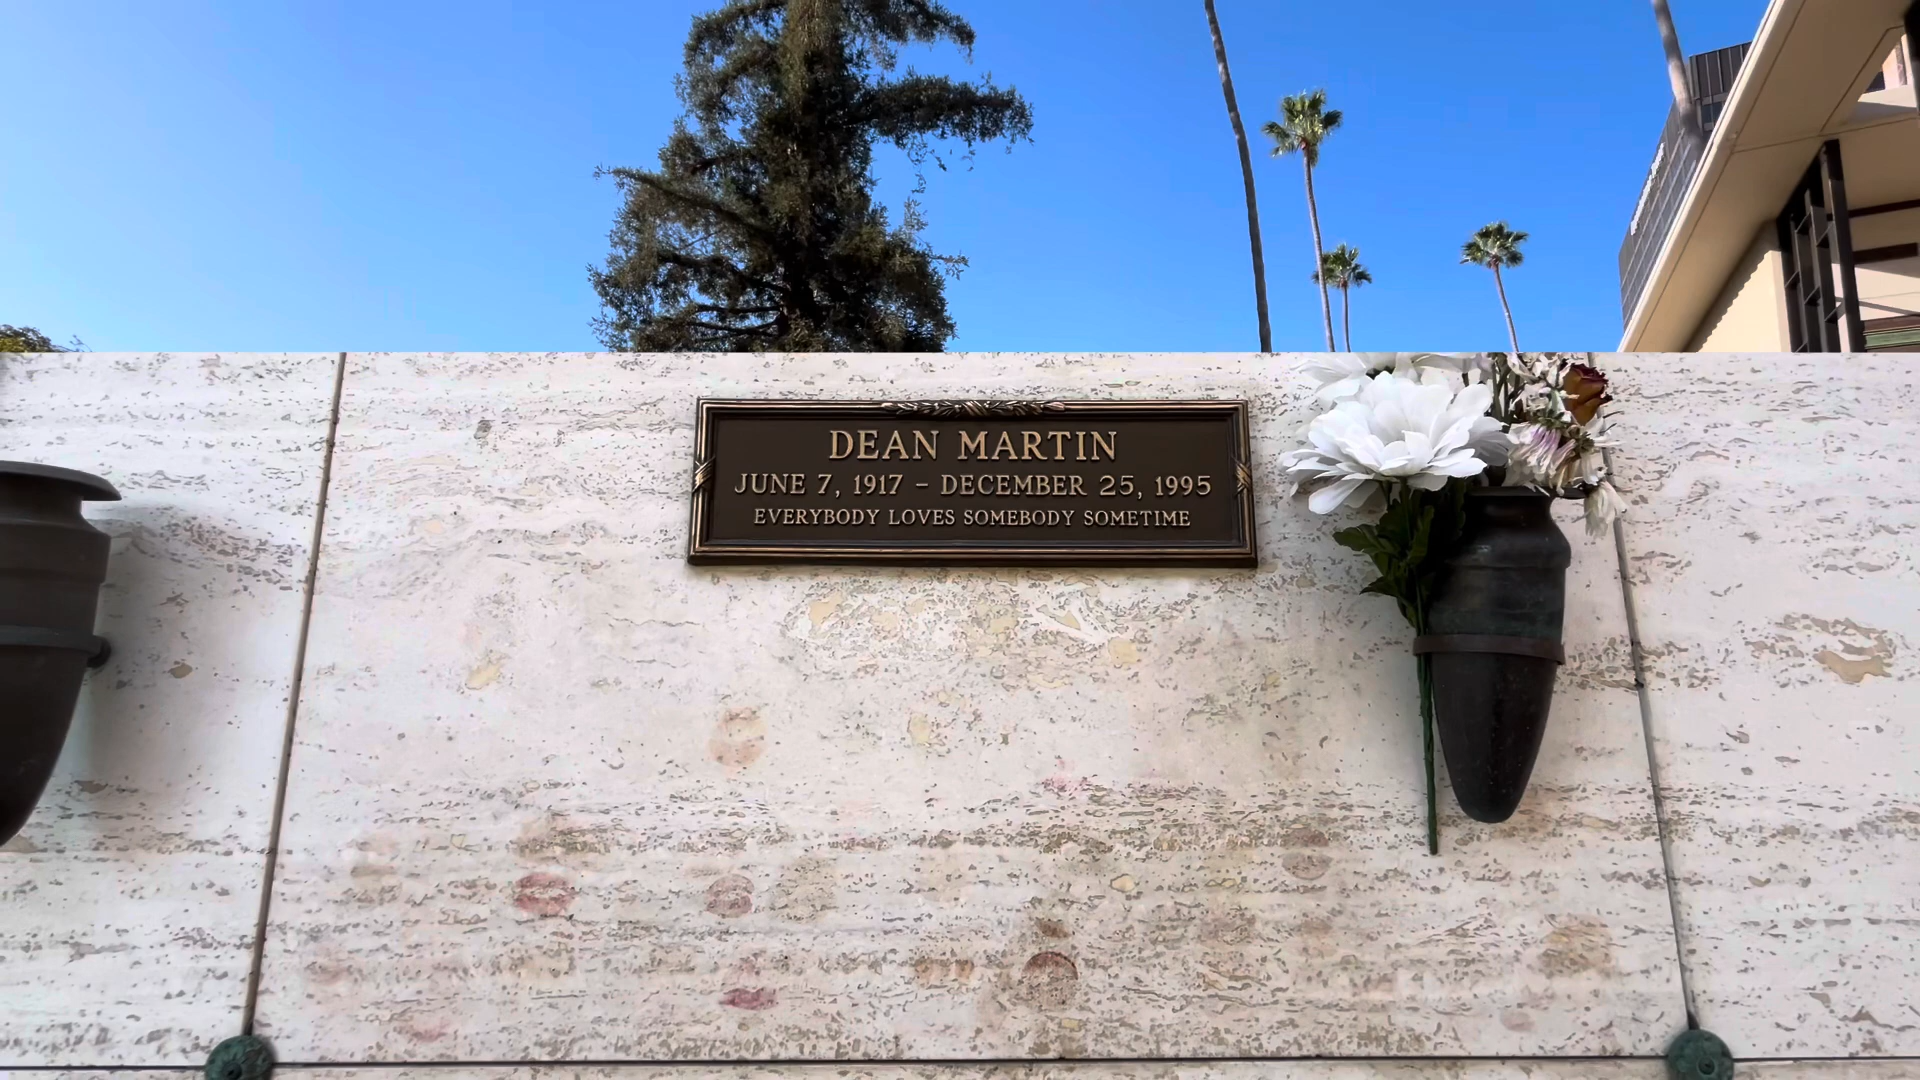 DEAN MARTIN
JUNE 7, 1917 – DECEMBER 25, 1995
EVERYBODY LOVES SOMEBODY SOMETIME